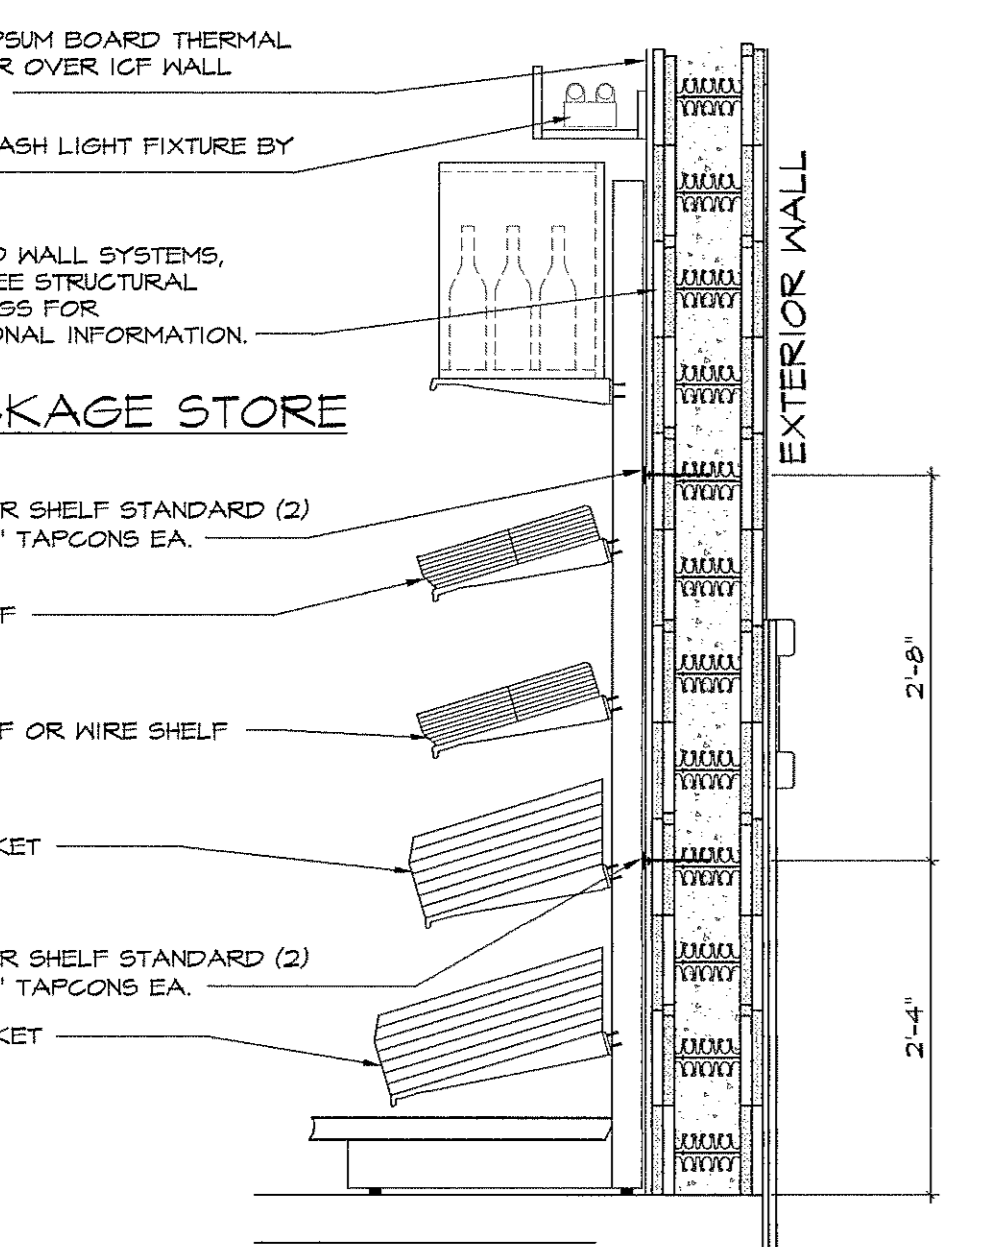 PSUM BOARD THERMAL
R OVER ICF WALL
ASH LIGHT FIXTURE BY
D WALL SYSTEMS,
EE STRUCTURAL
GS FOR
ONAL INFORMATION.
CKAGE STORE
EXTERIOR WALL
R SHELF STANDARD (2)
" TAPCONS EA.
F
2'-8"
F OR WIRE SHELF
KET
R SHELF STANDARD (2)
" TAPCONS EA.
KET
2'-4"